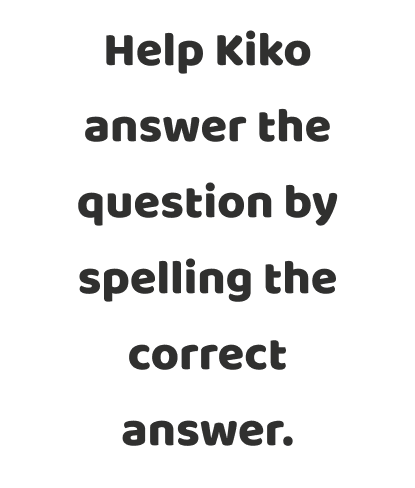 Help Kiko
answer the
question by
spelling the
correct
answer.